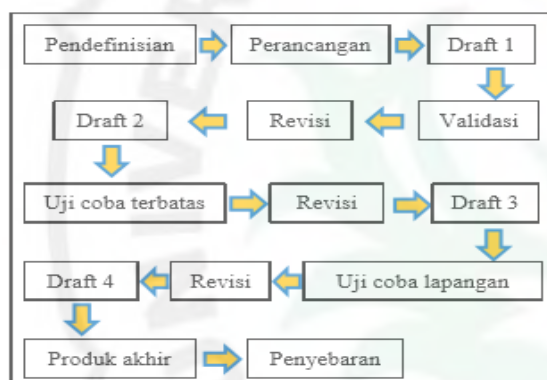 Pendefinisian Perancangan Draft 1
Draft 2 Revisi Validasi
Uji coba terbatas Revisi Draft 3
Draft 4 Revisi Uji coba lapangan
Produk akhir Penyebaran